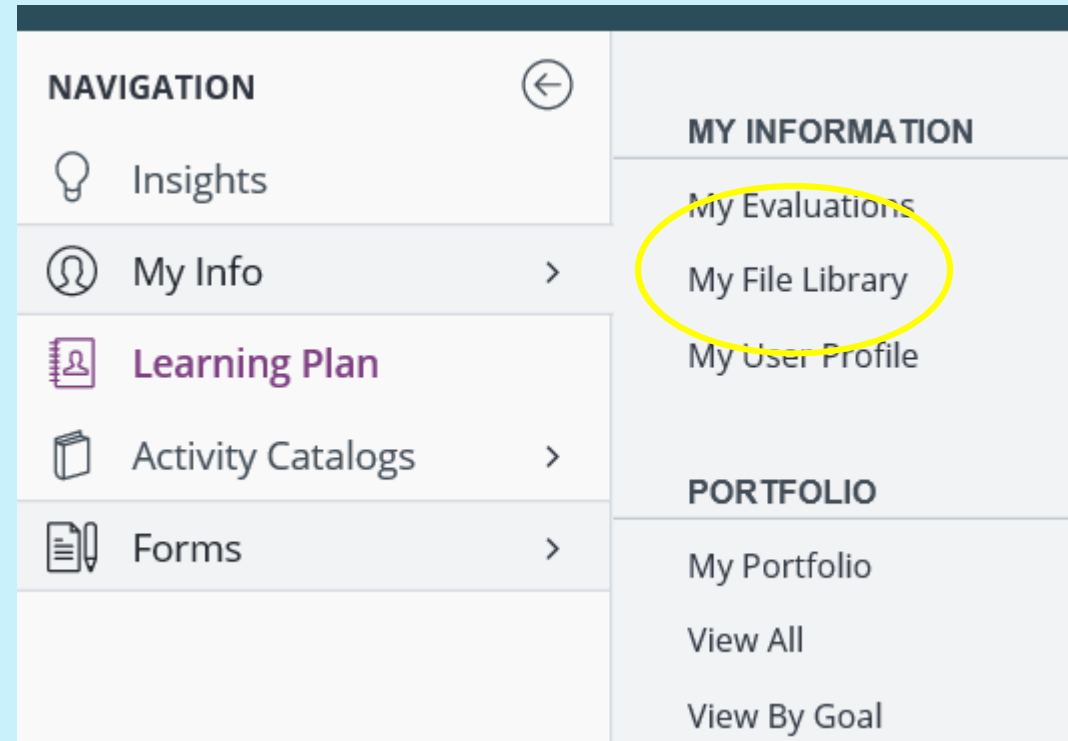 NAVIGATION
Insights
My Info
Learning Plan
Activity Catalogs
Forms
MY INFORMATION
My Evaluations
My File Library
My User Profile
PORTFOLIO
My Portfolio
View All
View By Goal